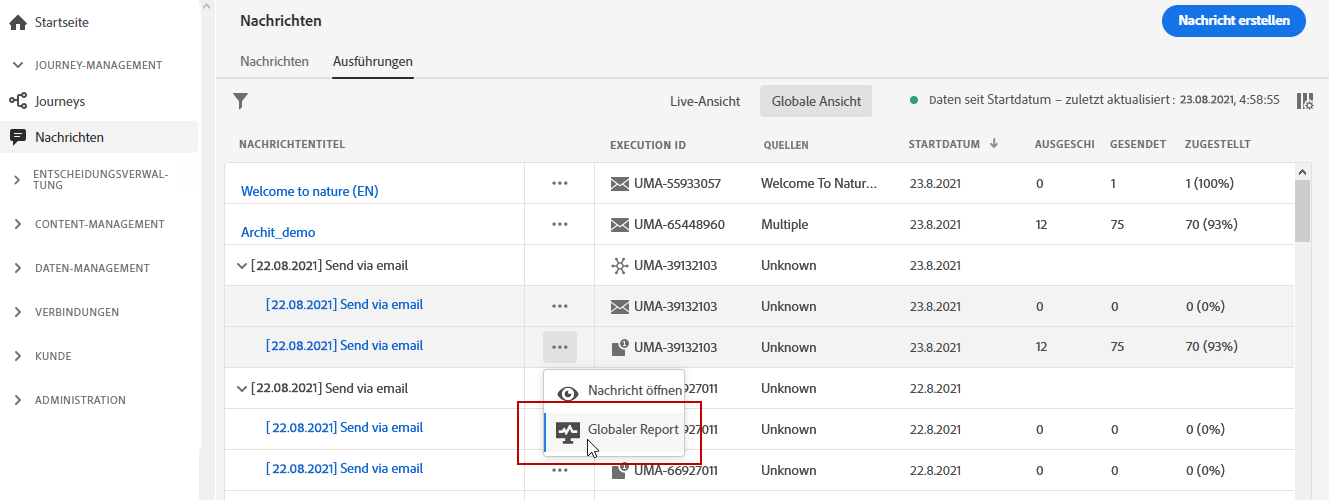 Startseite
JOURNEY-MANAGEMENT
Journeys
Nachrichten
ENTSCHEIDUNGSVERWAL-
TUNG
CONTENT-MANAGEMENT
DATEN-MANAGEMENT
VERBINDUNGEN
KUNDE
ADMINISTRATION
Nachrichten
Nachricht erstellen
Nachrichten Ausführungen
Live-Ansicht Globale Ansicht Daten seit Startdatum – zuletzt aktualisiert : 23.08.2021, 4:58:55
NACHRICHTENTITEL EXECUTION ID QUELLEN STARTDATUM AUSGESCHI GESENDET ZUGESTELLT
Welcome to nature (EN) ... UMA-55933057 Welcome To Natur... 23.8.2021 0 1 1 (100%)
Archit_demo ... UMA-65448960 Multiple 23.8.2021 12 75 70 (93%)
[22.08.2021] Send via email UMA-39132103 Unknown 23.8.2021
[22.08.2021] Send via email ... UMA-39132103 Unknown 23.8.2021 0 0 0 (0%)
[22.08.2021] Send via email ... 1 UMA-39132103 Unknown 23.8.2021 12 75 70 (93%)
[22.08.2021] Send via email 927011 Unknown 22.8.2021
Nachricht öffnen
[22.08.2021] Send via email 927011 Unknown 22.8.2021 0 0 0 (0%)
Globaler Report
[22.08.2021] Send via email ... 1 UMA-66927011 Unknown 22.8.2021 0 0 0 (0%)